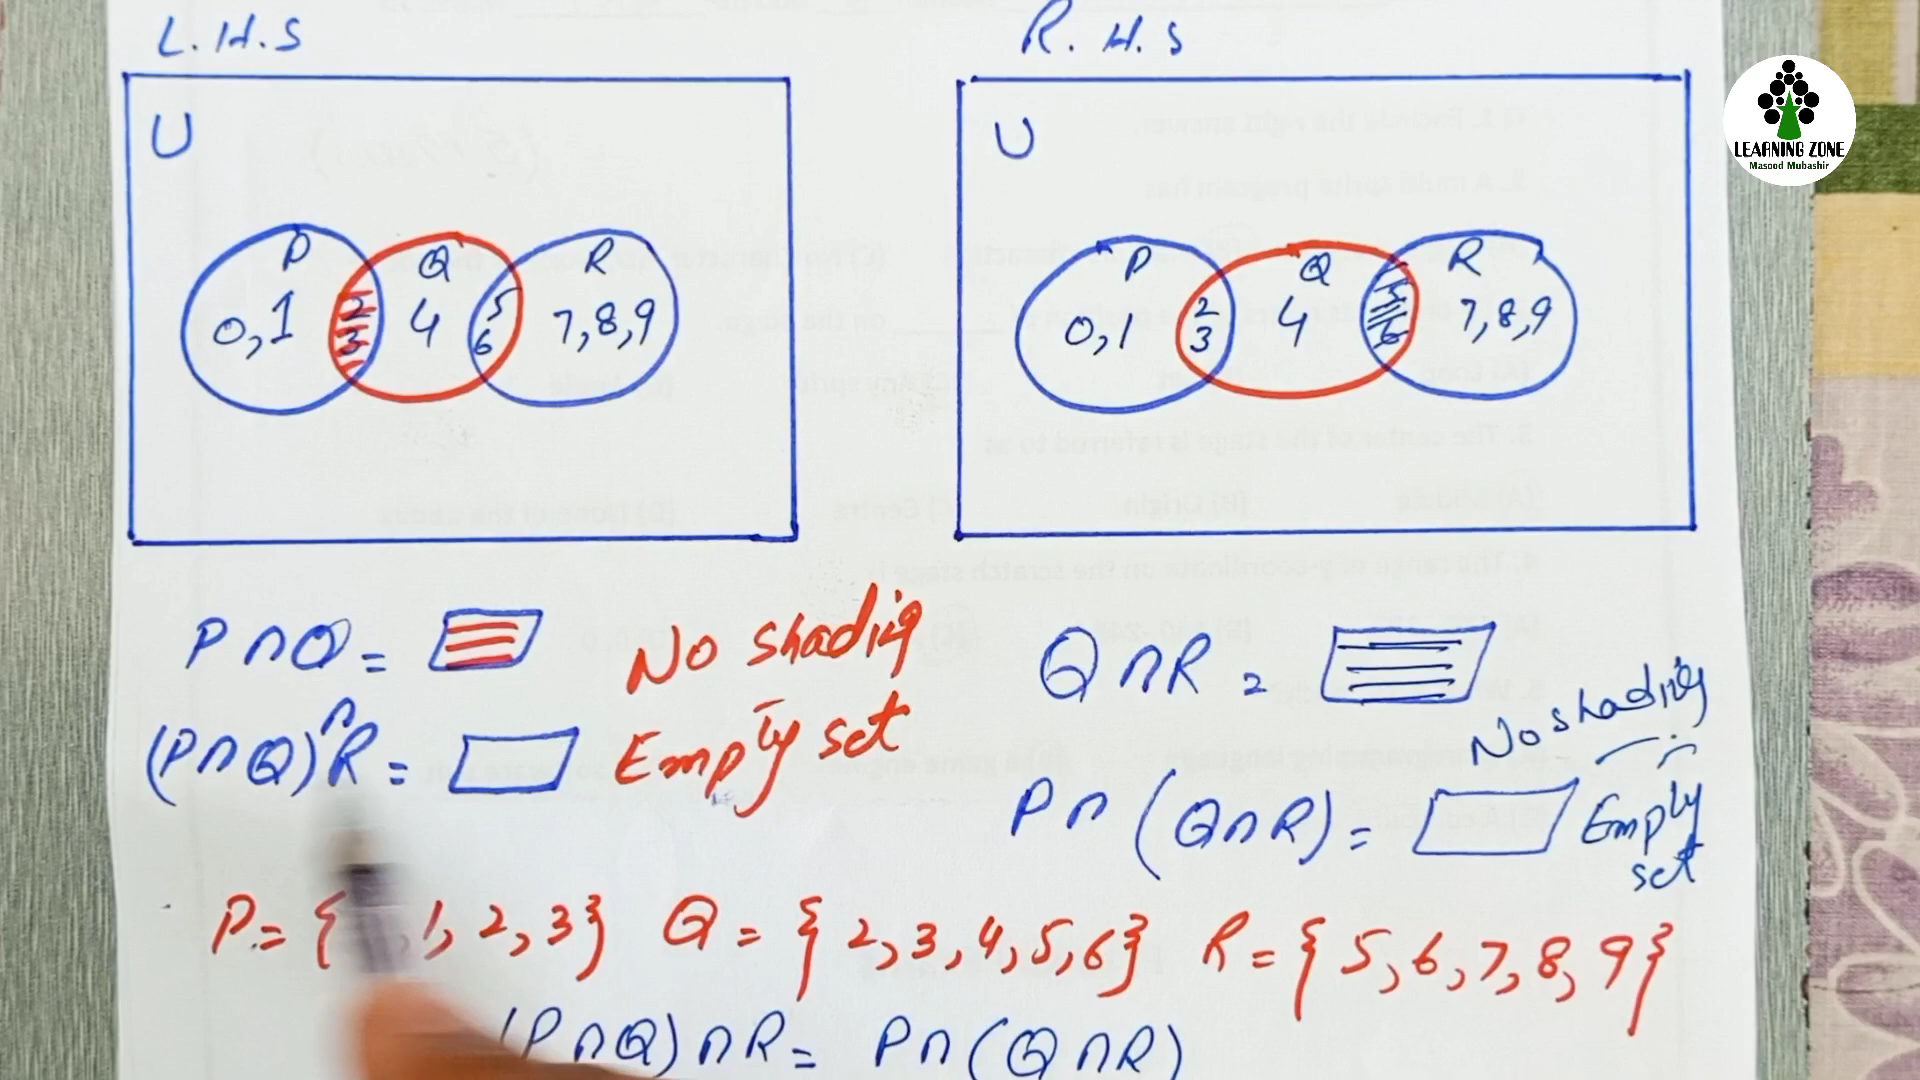 L.H.S
U
P Q R
0,1 2 3 4 5 6 7,8,9
P∩Q =
No shading
(P∩Q)∩R =
Empty set
R.H.S
U
P Q R
0,1 2 3 4 5 6 7,8,9
Q∩R =
No shading
P∩(Q∩R) =
Empty set
P = { 1, 2, 3} Q = { 2, 3, 4, 5, 6} R = { 5, 6, 7, 8, 9}
(P∩Q)∩R = P∩(Q∩R)
LEARNING ZONE
Masood Mubashir